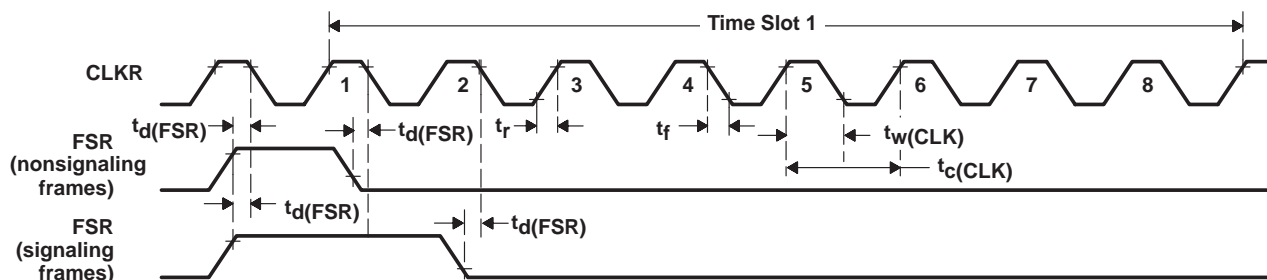 Time Slot 1
CLKR
1 2 3 4 5 6 7 8
td(FSR) td(FSR) tr tf tw(CLK)
tc(CLK)
FSR
(nonsignaling
frames)
td(FSR) td(FSR)
FSR
(signaling
frames)